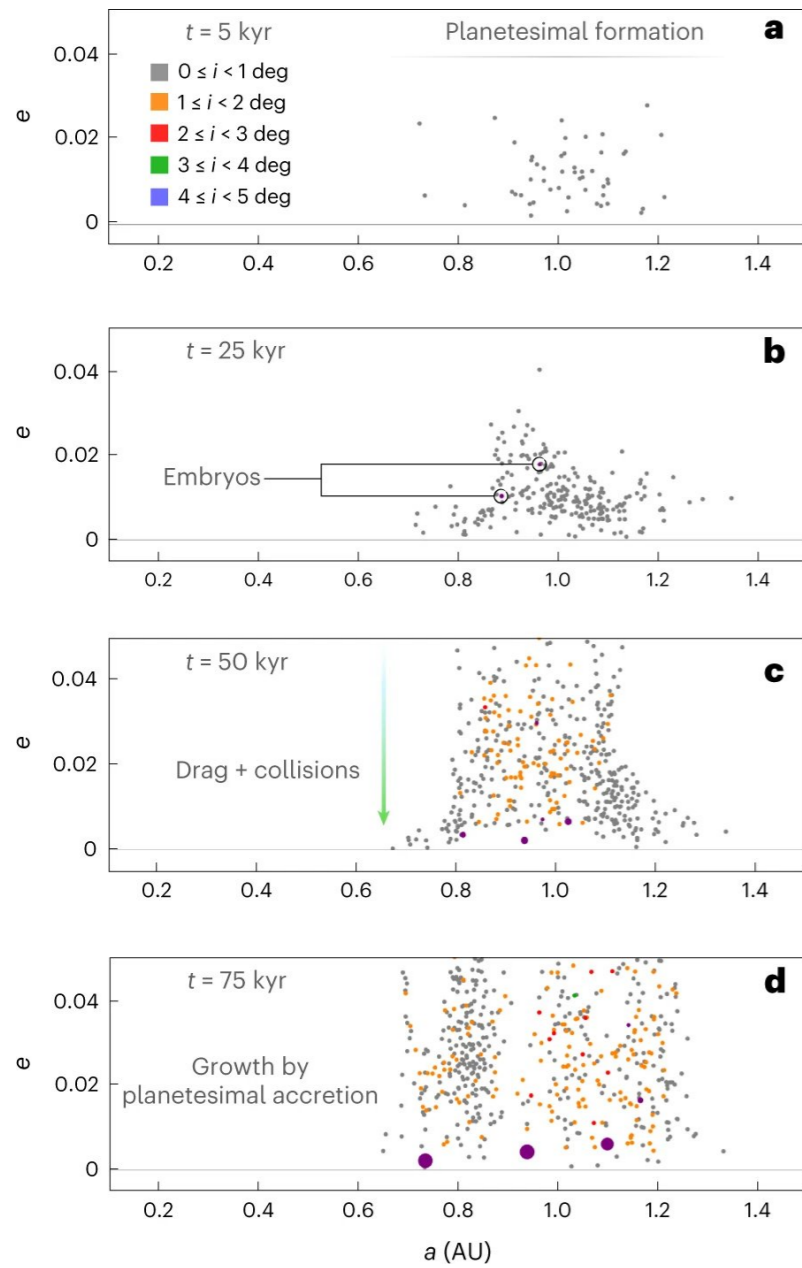 t = 5 kyr
Planetesimal formation
a
0 ≤ i < 1 deg
1 ≤ i < 2 deg
2 ≤ i < 3 deg
3 ≤ i < 4 deg
4 ≤ i < 5 deg
e
0.04
0.02
0
0.2 0.4 0.6 0.8 1.0 1.2 1.4
t = 25 kyr
b
Embryos
e
0.04
0.02
0
0.2 0.4 0.6 0.8 1.0 1.2 1.4
t = 50 kyr
c
Drag + collisions
e
0.04
0.02
0
0.2 0.4 0.6 0.8 1.0 1.2 1.4
t = 75 kyr
d
Growth by
planetesimal accretion
e
0.04
0.02
0
0.2 0.4 0.6 0.8 1.0 1.2 1.4
a (AU)